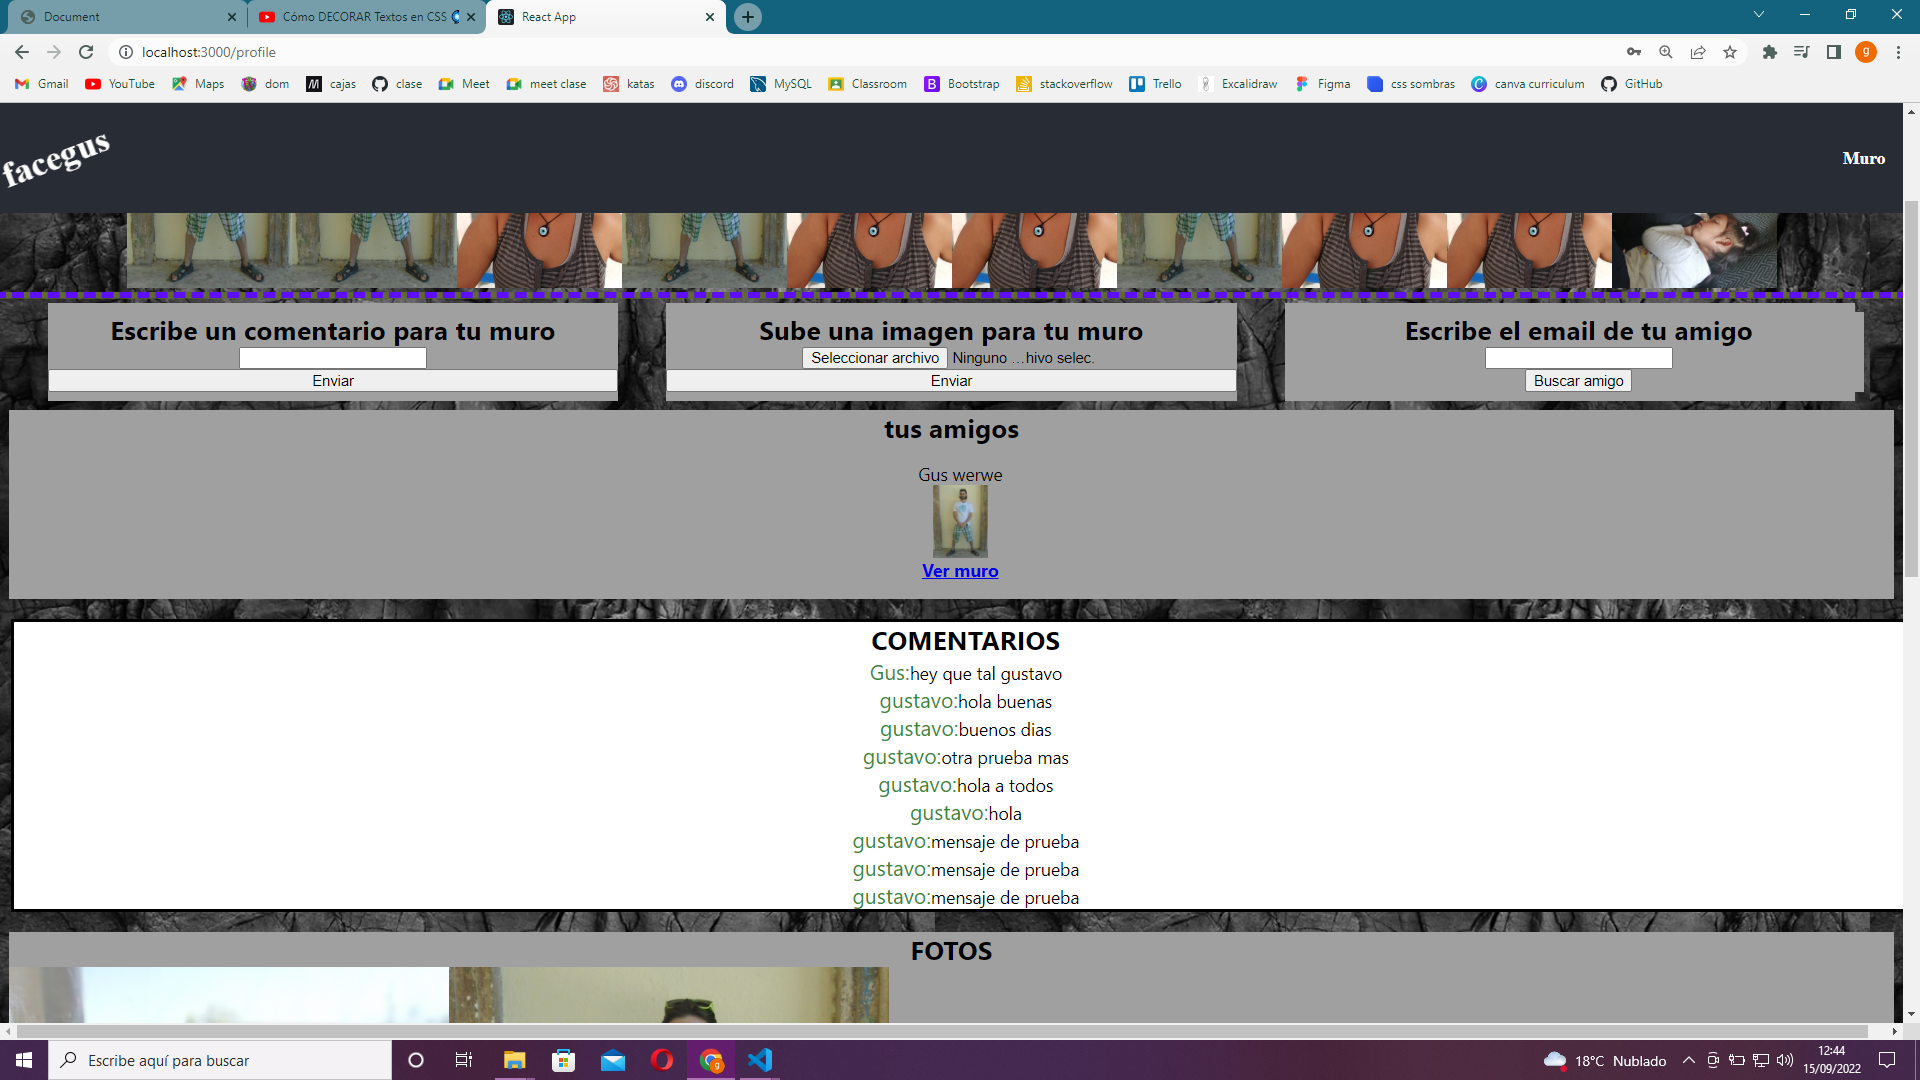 Document
Cómo DECORAR Textos en CSS
React App
localhost:3000/profile
g
Gmail
YouTube
Maps
dom
cajas
clase
Meet
meet clase
katas
discord
MySQL
Classroom
Bootstrap
stackoverflow
Trello
Excalidraw
Figma
css sombras
canva curriculum
GitHub
facegus
Muro
Escribe un comentario para tu muro
Enviar
Sube una imagen para tu muro
Seleccionar archivo Ninguno …hivo selec.
Enviar
Escribe el email de tu amigo
Buscar amigo
tus amigos
Gus werwe
Ver muro
COMENTARIOS
Gus:hey que tal gustavo
gustavo:hola buenas
gustavo:buenos dias
gustavo:otra prueba mas
gustavo:hola a todos
gustavo:hola
gustavo:mensaje de prueba
gustavo:mensaje de prueba
gustavo:mensaje de prueba
FOTOS
Escribe aquí para buscar
18°C Nublado
12:44
15/09/2022